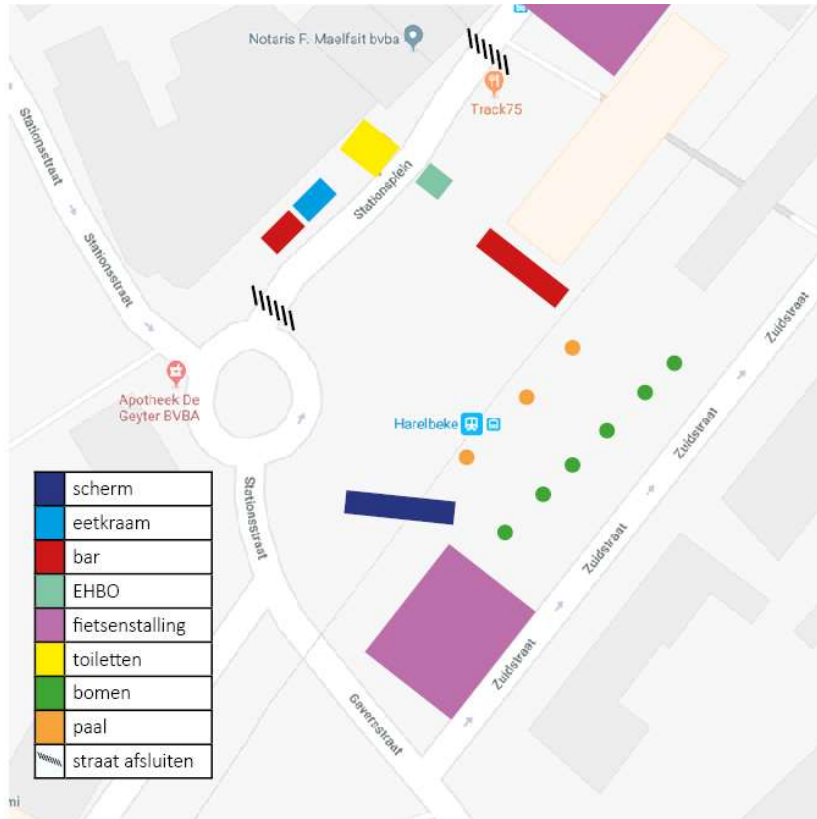 Notaris F. Maelfait bvba
Track75
Stationsstraat
Stationsplein
Stationsstraat
Zuidstraat
Apotheek De
Geyter BVBA
Harelbeke
Zuidstraat
Stationsstraat
Zuidstraat
Zuidstraat
Gaversstraat
scherm
eetkraam
bar
EHBO
fietsenstalling
toiletten
bomen
paal
straat afsluiten
mi